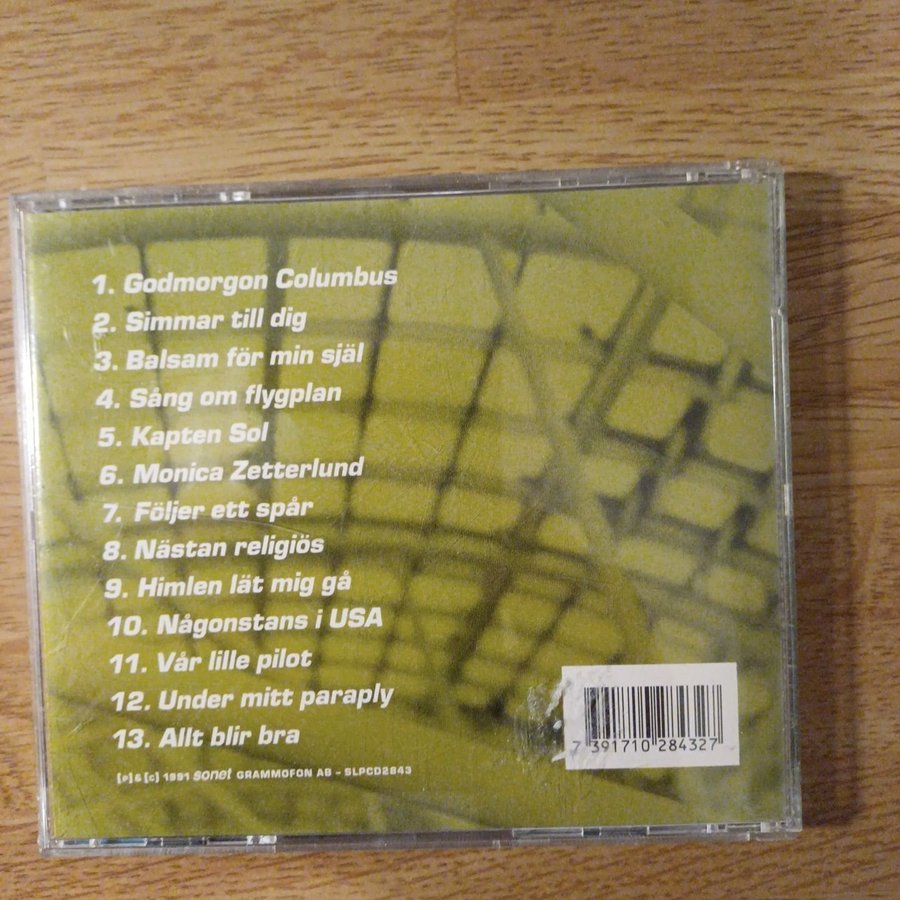 1. Godmorgon Columbus
2. Simmar till dig
3. Balsam för min själ
4. Sång om flygplan
5. Kapten Sol
6. Monica Zetterlund
7. Följer ett spår
8. Nästan religiös
9. Himlen låt mig gå
10. Någonstans i USA
11. Vår lille pilot
12. Under mitt paraply
13. Allt blir bra
[p]&[c] 1991 sonet GRAMMOFON AB – SLPCD2843
7 391710 284327